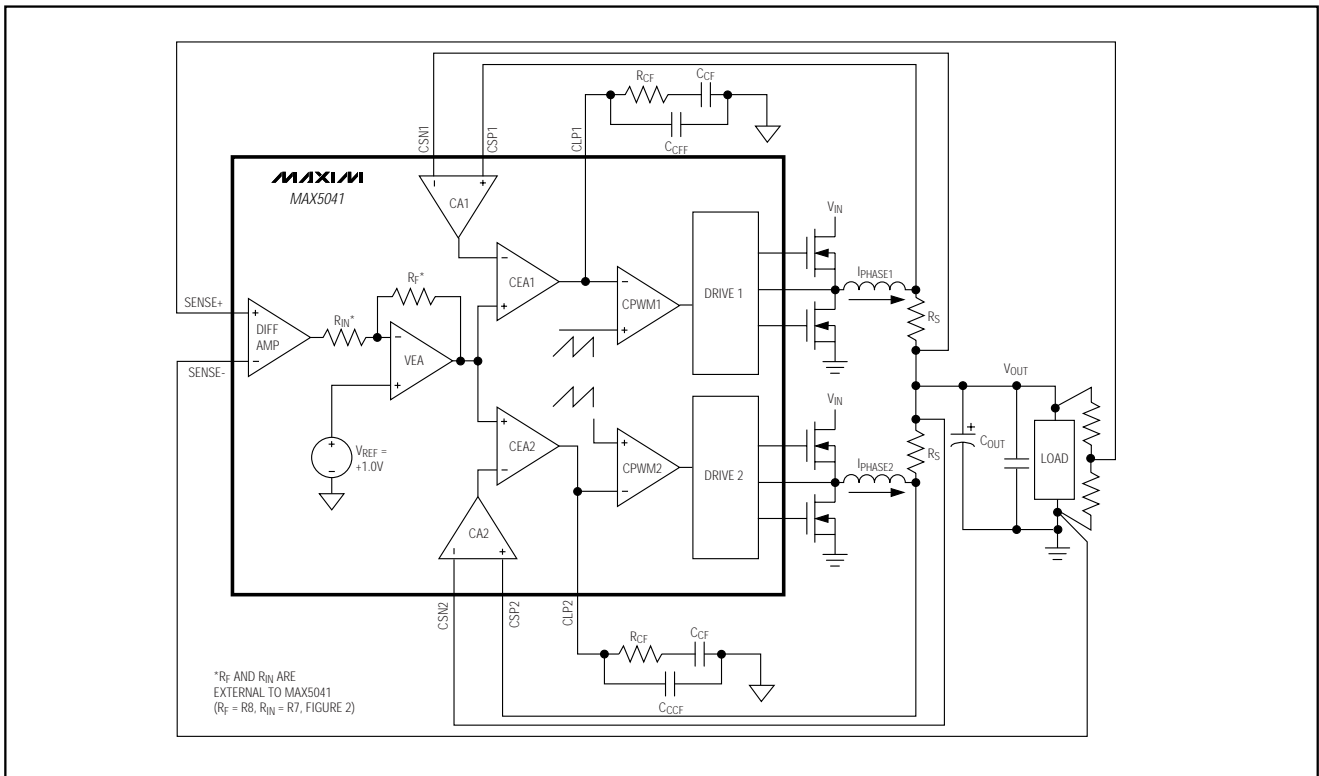 RCF
CCF
CCFF
CSN1
CSP1
CLP1
MAXIM
MAX5041
CA1
VIN
RF*
CEA1
CPWM1
DRIVE 1
IPHASE1
SENSE+
RIN*
DIFF
AMP
VEA
RS
SENSE-
VOUT
VIN
CEA2
CPWM2
DRIVE 2
COUT
LOAD
RS
VREF =
+1.0V
IPHASE2
CA2
CSN2
CSP2
CLP2
RCF
CCF
CCCF
*RF AND RIN ARE
EXTERNAL TO MAX5041
(RF = R8, RIN = R7, FIGURE 2)